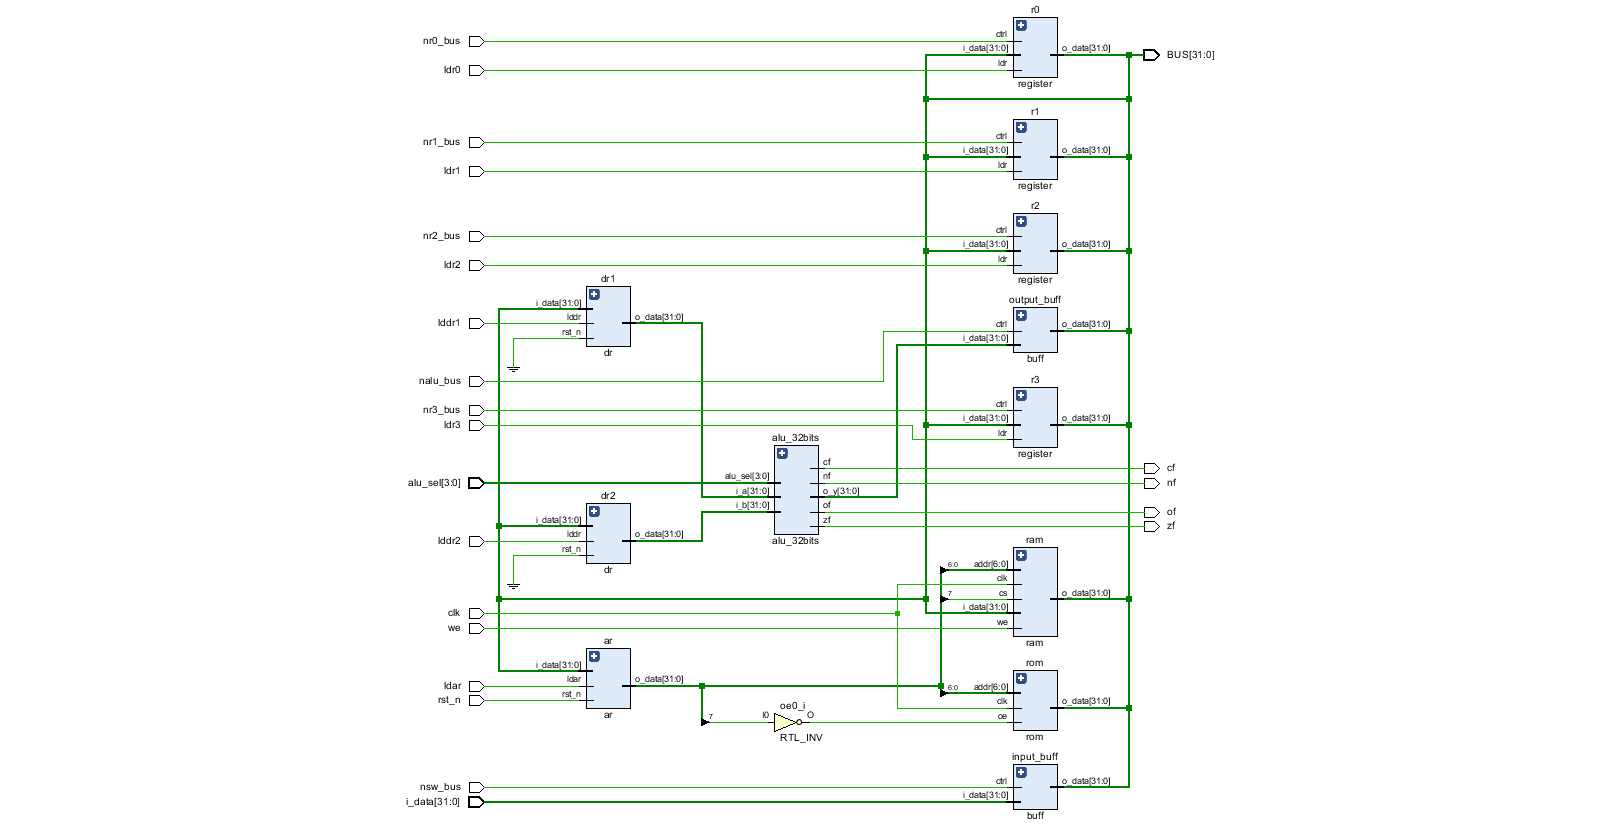 r0
nr0_bus
ctrl
i_data[31:0]
o_data[31:0]
BUS[31:0]
ldr0
ldr
register
r1
nr1_bus
ctrl
i_data[31:0]
o_data[31:0]
ldr1
ldr
register
r2
nr2_bus
ctrl
i_data[31:0]
o_data[31:0]
ldr2
ldr
register
dr1
i_data[31:0]
lddr1
lddr
o_data[31:0]
rst_n
dr
output_buff
ctrl
o_data[31:0]
i_data[31:0]
buff
nalu_bus
r3
nr3_bus
ctrl
i_data[31:0]
o_data[31:0]
ldr3
ldr
register
alu_32bits
cf
cf
alu_sel[3:0]
alu_sel[3:0]
nf
nf
i_a[31:0]
o_y[31:0]
i_b[31:0]
of
of
zf
zf
alu_32bits
dr2
i_data[31:0]
lddr2
lddr
o_data[31:0]
rst_n
dr
ram
6:0
addr[6:0]
clk
7
cs
o_data[31:0]
i_data[31:0]
we
ram
clk
we
ar
i_data[31:0]
ldar
ldar
o_data[31:0]
rst_n
rst_n
ar
rom
6:0
addr[6:0]
clk
o_data[31:0]
oe
rom
oe0_i
7
I0
O
RTL_INV
input_buff
nsw_bus
ctrl
o_data[31:0]
i_data[31:0]
i_data[31:0]
buff